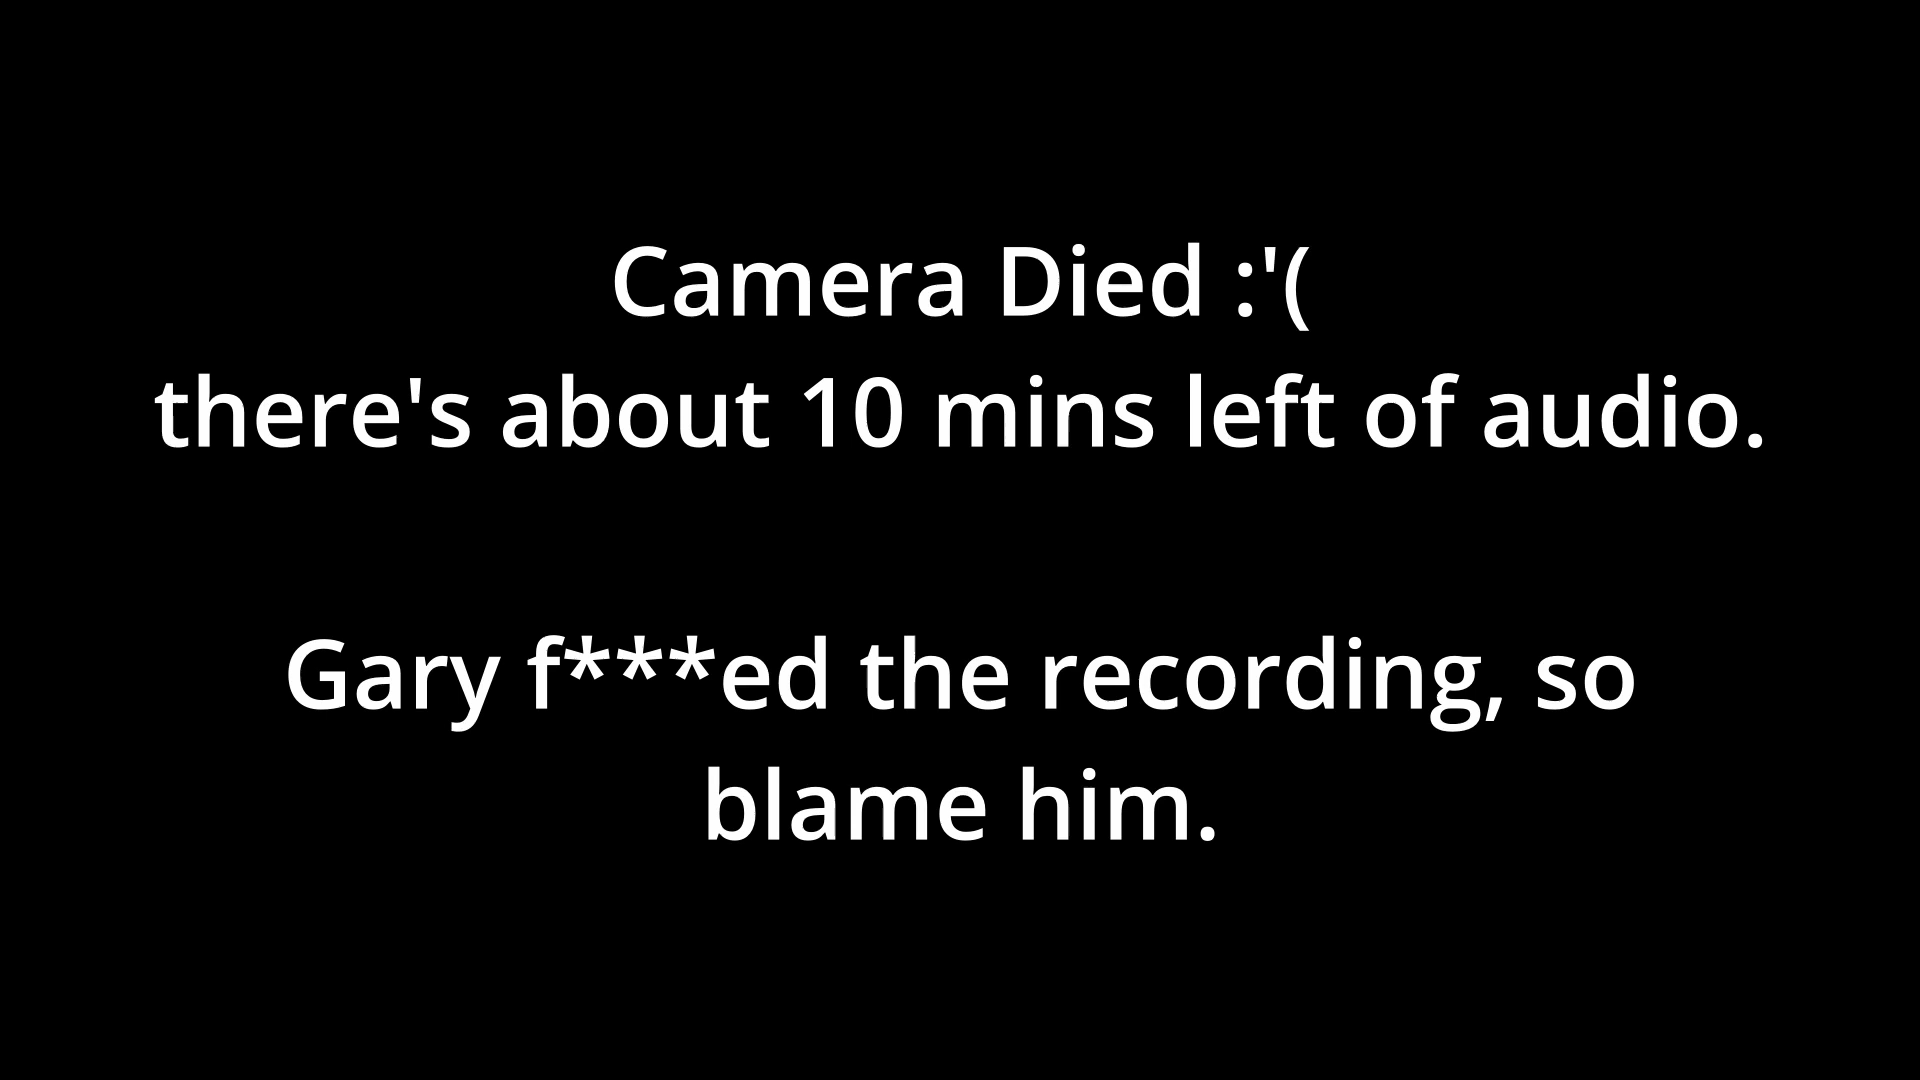 Camera Died :'(
there's about 10 mins left of audio.
Gary f***ed the recording, so
blame him.